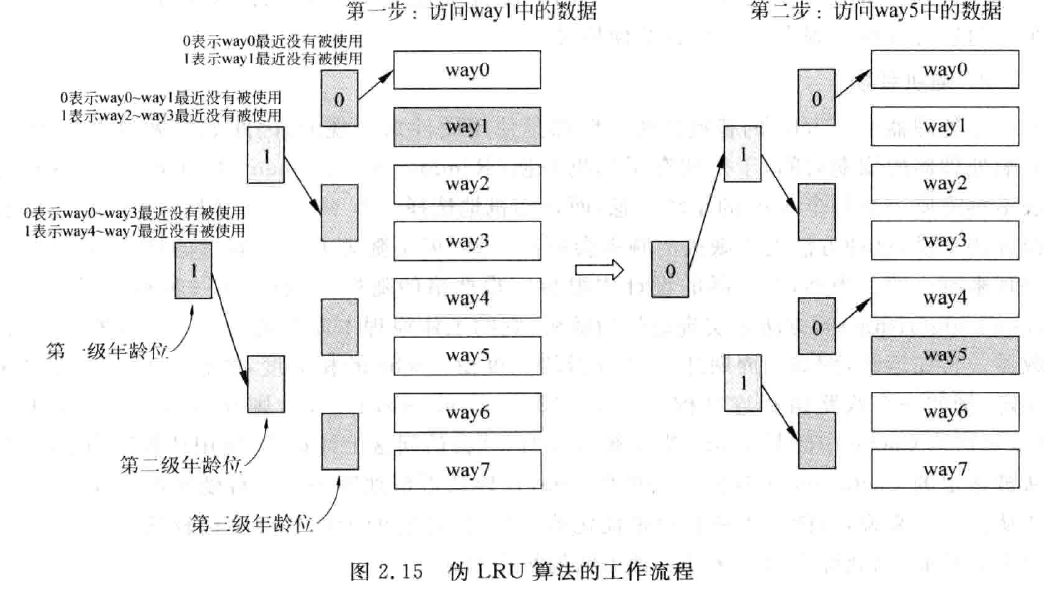 第一步：访问way1中的数据
0表示way0最近没有被使用
1表示way1最近没有被使用
0表示way0~way1最近没有被使用
1表示way2~way3最近没有被使用
0表示way0~way3最近没有被使用
1表示way4~way7最近没有被使用
0
1
1
way0
way1
way2
way3
way4
way5
way6
way7
第一级年龄位
第二级年龄位
第三级年龄位
第二步：访问way5中的数据
0
1
0
0
1
way0
way1
way2
way3
way4
way5
way6
way7
图 2.15 伪 LRU 算法的工作流程